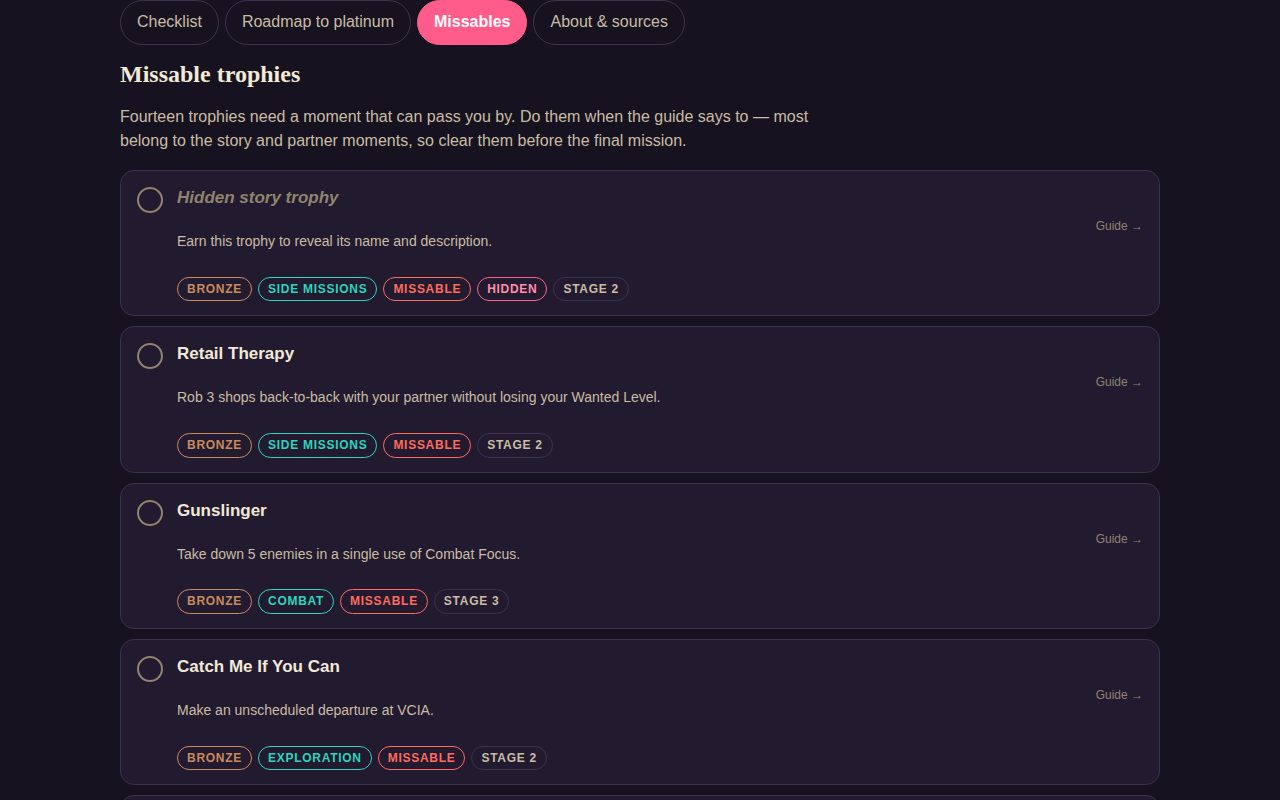 Checklist
Roadmap to platinum
Missables
About & sources
Missable trophies
Fourteen trophies need a moment that can pass you by. Do them when the guide says to — most
belong to the story and partner moments, so clear them before the final mission.
Hidden story trophy
Guide →
Earn this trophy to reveal its name and description.
BRONZE SIDE MISSIONS MISSABLE HIDDEN STAGE 2
Retail Therapy
Guide →
Rob 3 shops back-to-back with your partner without losing your Wanted Level.
BRONZE SIDE MISSIONS MISSABLE STAGE 2
Gunslinger
Guide →
Take down 5 enemies in a single use of Combat Focus.
BRONZE COMBAT MISSABLE STAGE 3
Catch Me If You Can
Guide →
Make an unscheduled departure at VCIA.
BRONZE EXPLORATION MISSABLE STAGE 2